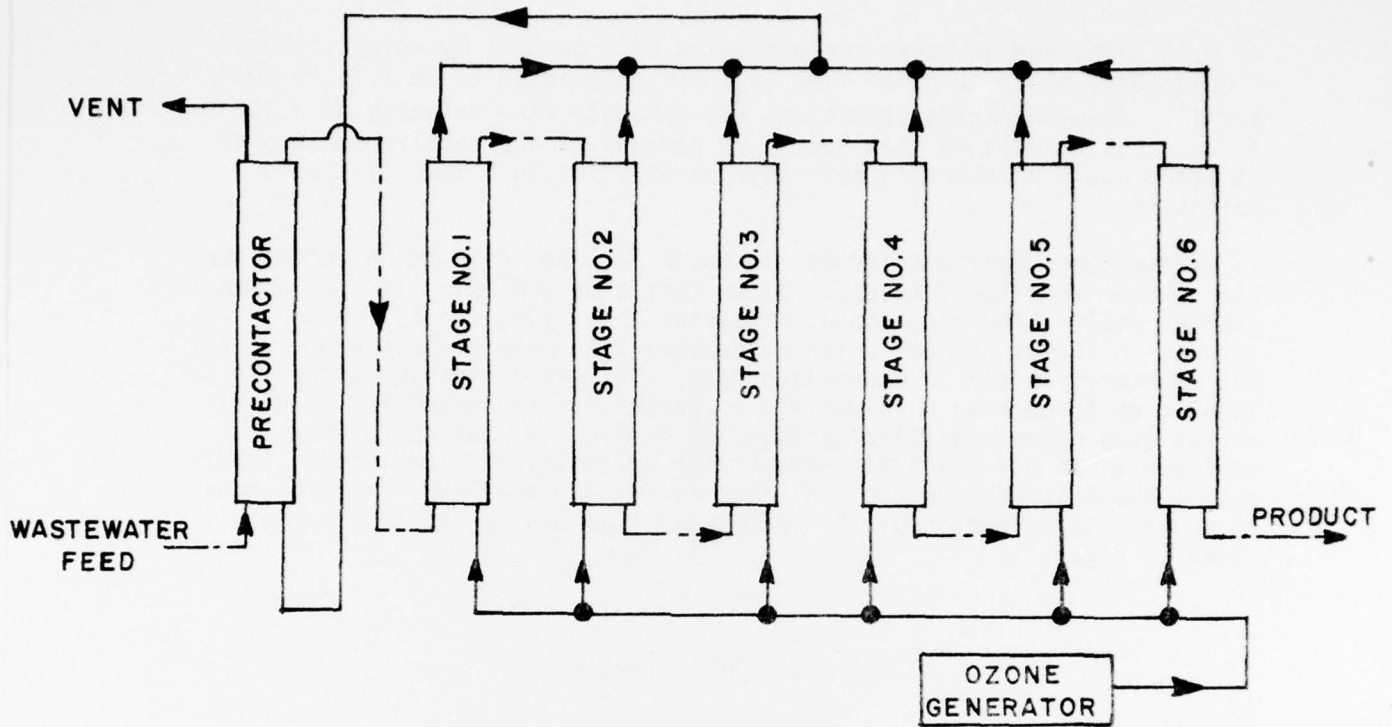 VENT
PRECONTACTOR
STAGE NO.1
STAGE NO.2
STAGE NO.3
STAGE NO.4
STAGE NO.5
STAGE NO.6
WASTEWATER
FEED
PRODUCT
OZONE
GENERATOR